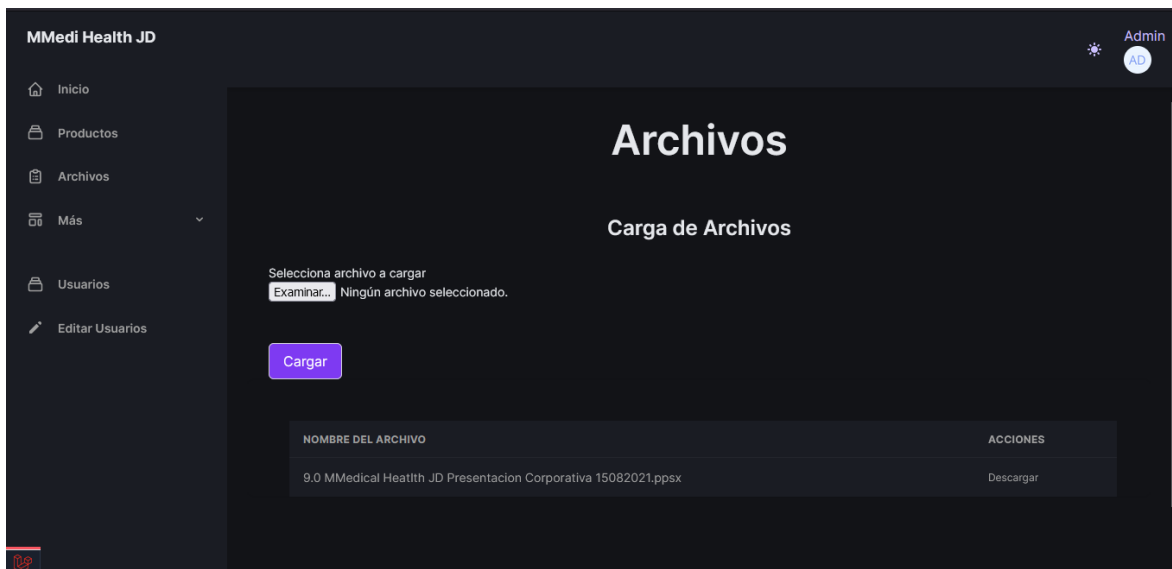 MMedi Health JD
Admin
AD
Inicio
Productos
Archivos
Más
Usuarios
Editar Usuarios
Archivos
Carga de Archivos
Selecciona archivo a cargar
Examinar... Ningún archivo seleccionado.
Cargar
NOMBRE DEL ARCHIVO ACCIONES
9.0 MMedical Heatlth JD Presentacion Corporativa 15082021.ppsx Descargar